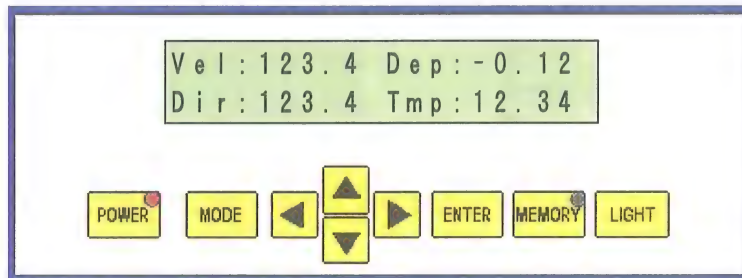 Vel:123.4 Dep:-0.12
Dir:123.4 Tmp:12.34
POWER MODE ENTER MEMORY LIGHT